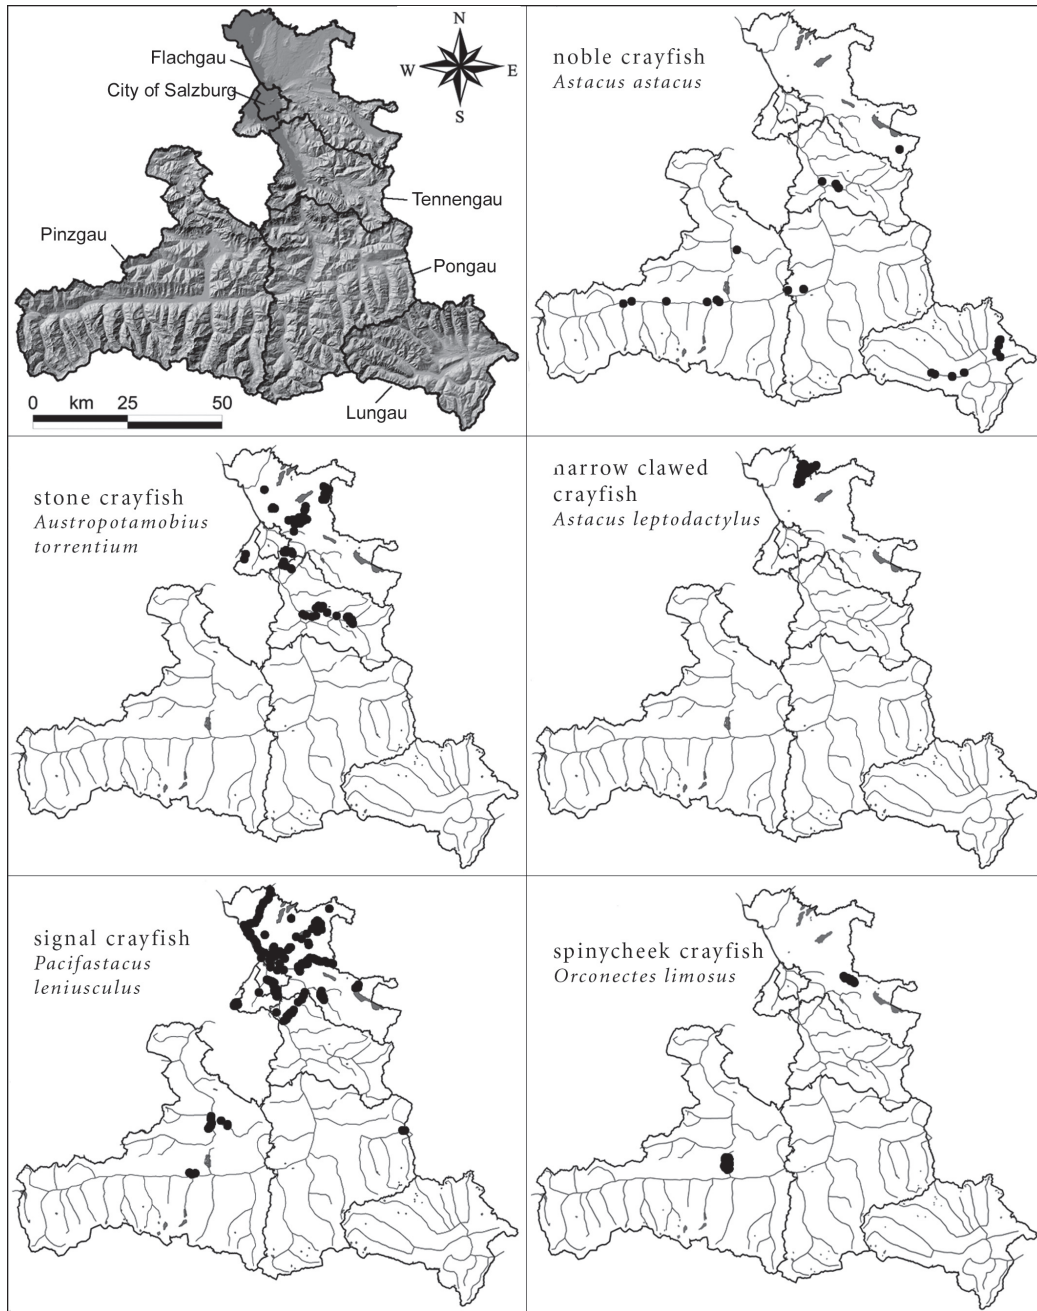 Flachgau
City of Salzburg
Pinzgau
Tennengau
Pongau
Lungau
N
W E
S
0 km 25 50
noble crayfish
Astacus astacus
stone crayfish
Austropotamobius
torrentium
narrow clawed
crayfish
Astacus leptodactylus
signal crayfish
Pacifastacus
leniusculus
spinycheek crayfish
Orconectes limosus